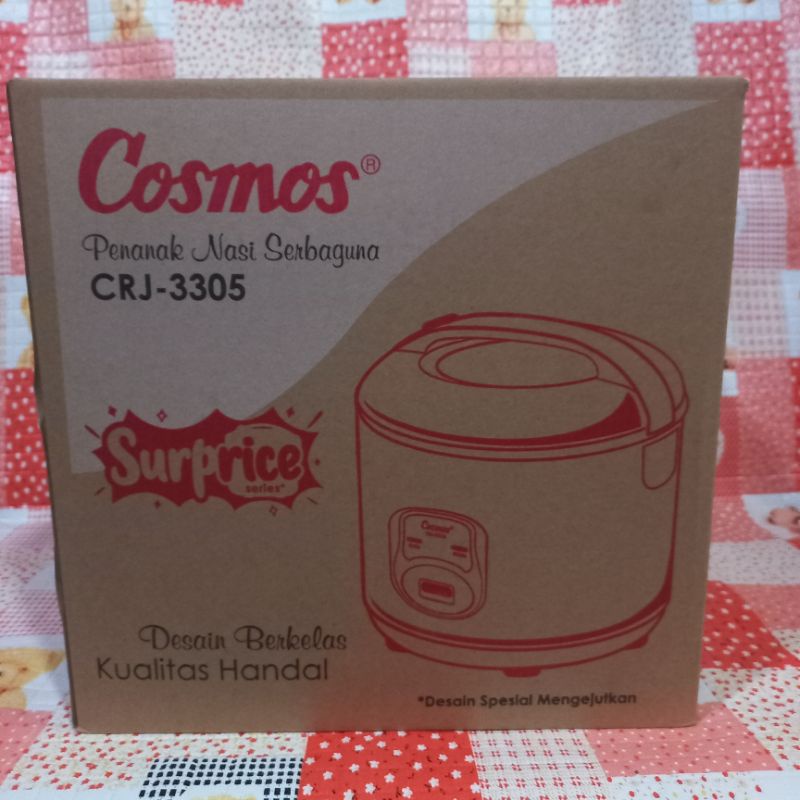 Cosmos®
Penanak Nasi Serbaguna
CRJ-3305
Surprice
series*
Cosmos
Desain Berkelas
Kualitas Handal
*Desain Spesial Mengejutkan